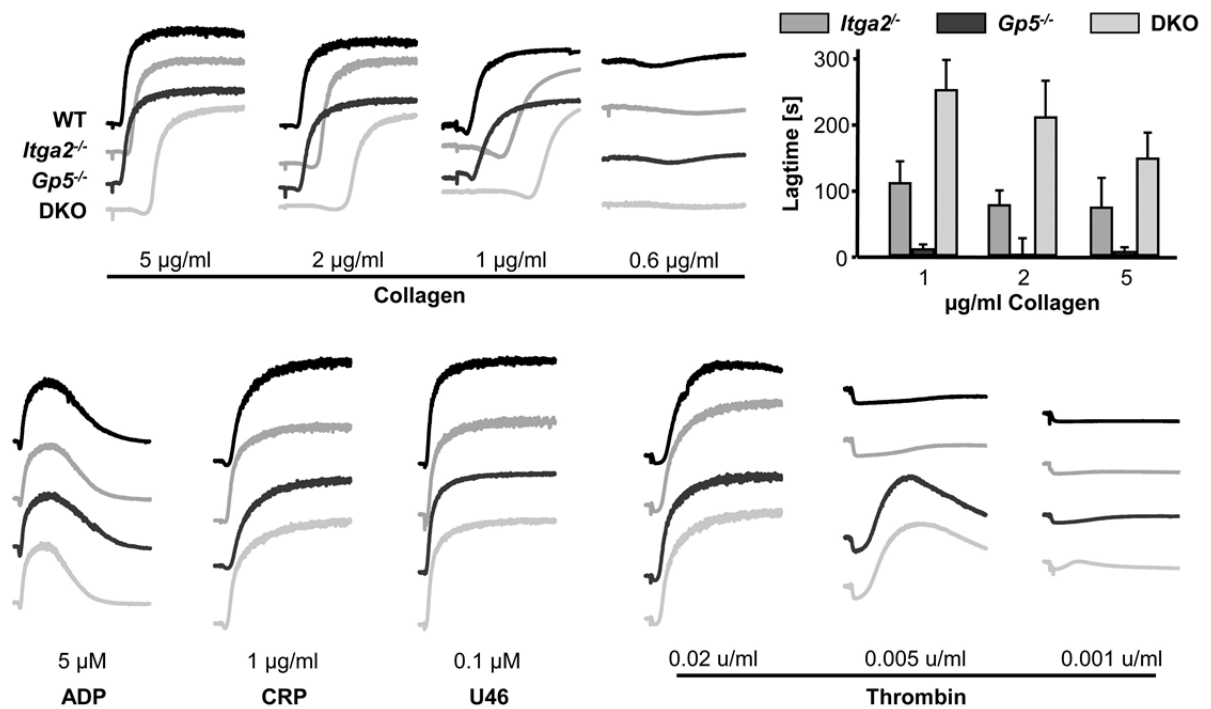 Itga2-/- Gp5-/- DKO
WT
Itga2-/-
Gp5-/-
DKO
5 µg/ml 2 µg/ml 1 µg/ml 0.6 µg/ml
Collagen
Lagtime [s]
300
200
100
0
1 2 5
µg/ml Collagen
5 µM 1 µg/ml 0.1 µM 0.02 u/ml 0.005 u/ml 0.001 u/ml
ADP CRP U46 Thrombin